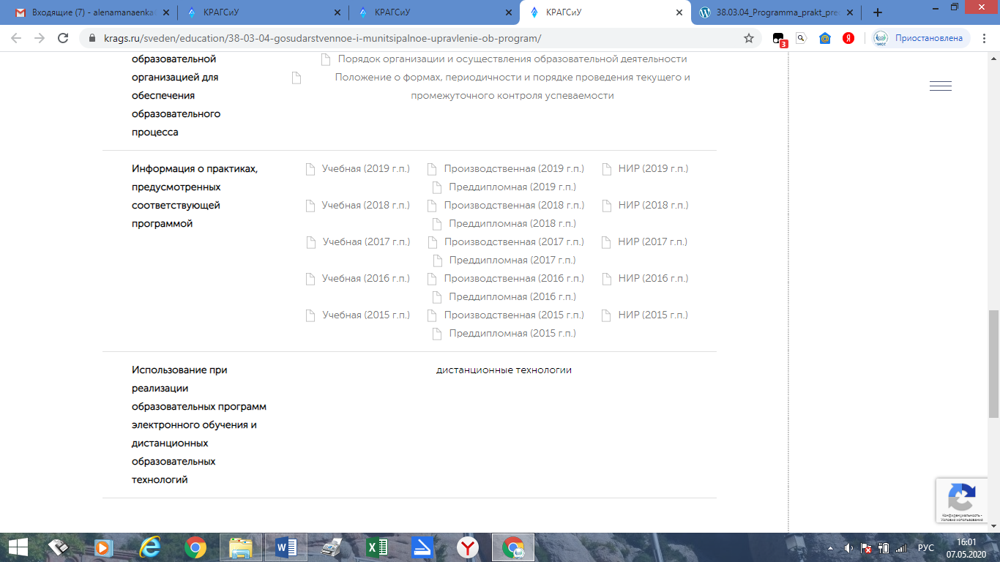 Входящие (7) - alenamanaenka
КРАГСиУ
КРАГСиУ
КРАГСиУ
38.03.04_Programma_prakt_pre
krags.ru/sveden/education/38-03-04-gosudarstvennoe-i-munitsipalnoe-upravlenie-ob-program/
3
Я
Приостановлена
образовательной
организацией для
обеспечения
образовательного
процесса
Порядок организации и осуществления образовательной деятельности
Положение о формах, периодичности и порядке проведения текущего и
промежуточного контроля успеваемости
Информация о практиках,
предусмотренных
соответствующей
программой
Учебная (2019 г.п.) Производственная (2019 г.п.) НИР (2019 г.п.)
Преддипломная (2019 г.п.)
Учебная (2018 г.п.) Производственная (2018 г.п.) НИР (2018 г.п.)
Преддипломная (2018 г.п.)
Учебная (2017 г.п.) Производственная (2017 г.п.) НИР (2017 г.п.)
Преддипломная (2017 г.п.)
Учебная (2016 г.п.) Производственная (2016 г.п.) НИР (2016 г.п.)
Преддипломная (2016 г.п.)
Учебная (2015 г.п.) Производственная (2015 г.п.) НИР (2015 г.п.)
Преддипломная (2015 г.п.)
Использование при
реализации
образовательных программ
электронного обучения и
дистанционных
образовательных
технологий
дистанционные технологии
Конфиденциальность -
Условия использования
РУС
16:01
07.05.2020